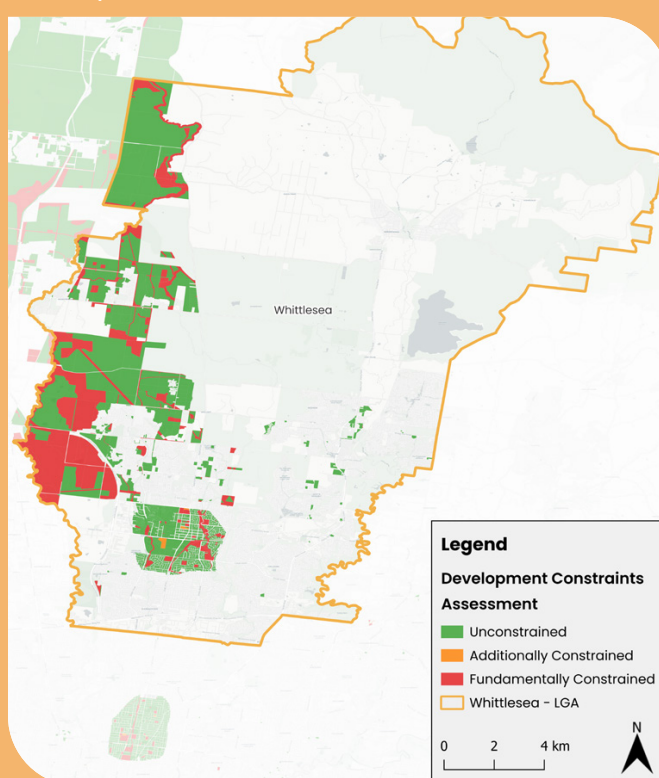 Whittlesea
Legend
Development Constraints
Assessment
Unconstrained
Additionally Constrained
Fundamentally Constrained
Whittlesea - LGA
N
0 2 4 km